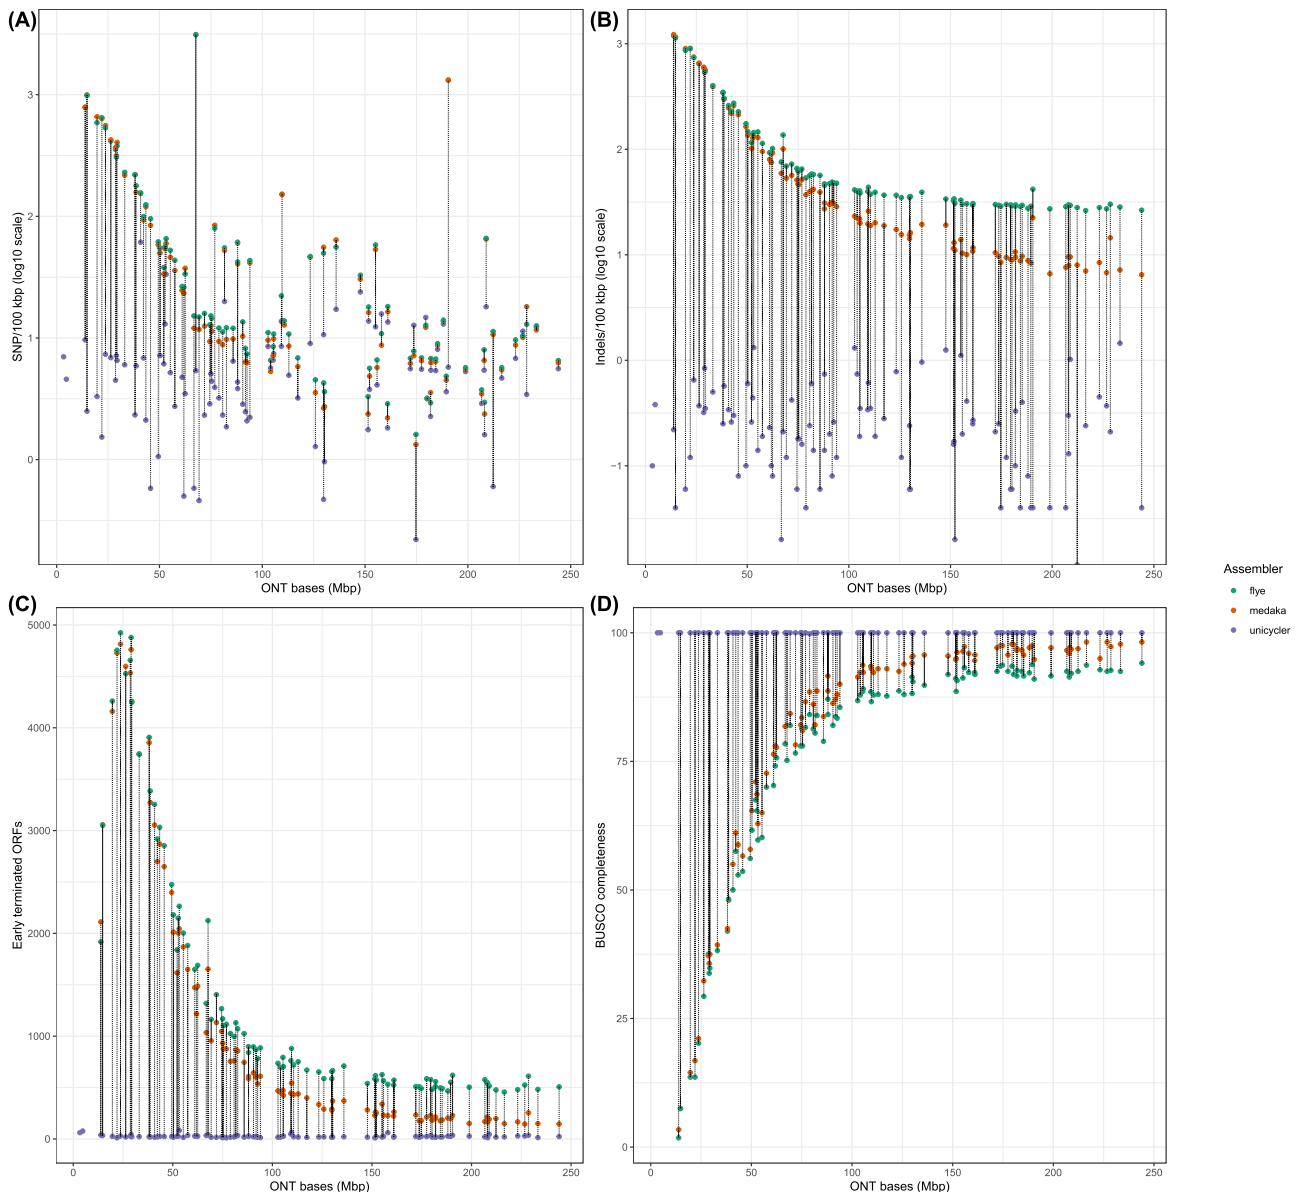 (A)
SNP/100 kbp (log10 scale)
3
2
1
0
0
50
100
150
200
250
ONT bases (Mbp)
(B)
Indels/100 kbp (log10 scale)
3
2
1
0
−1
0
50
100
150
200
250
ONT bases (Mbp)
(C)
Early terminated ORFs
5000
4000
3000
2000
1000
0
0
50
100
150
200
250
ONT bases (Mbp)
(D)
BUSCO completeness
100
75
50
25
0
0
50
100
150
200
250
ONT bases (Mbp)
Assembler
flye
medaka
unicycler